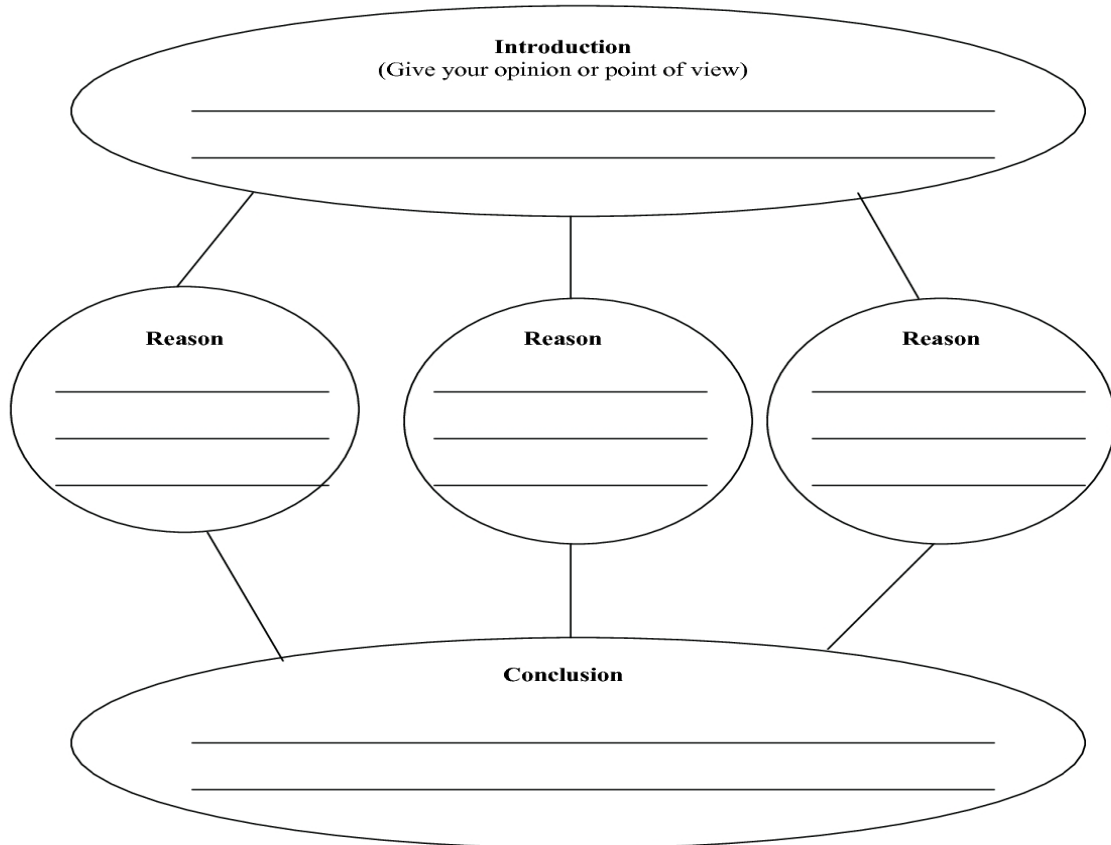 Introduction
(Give your opinion or point of view)
Reason
Reason
Reason
Conclusion